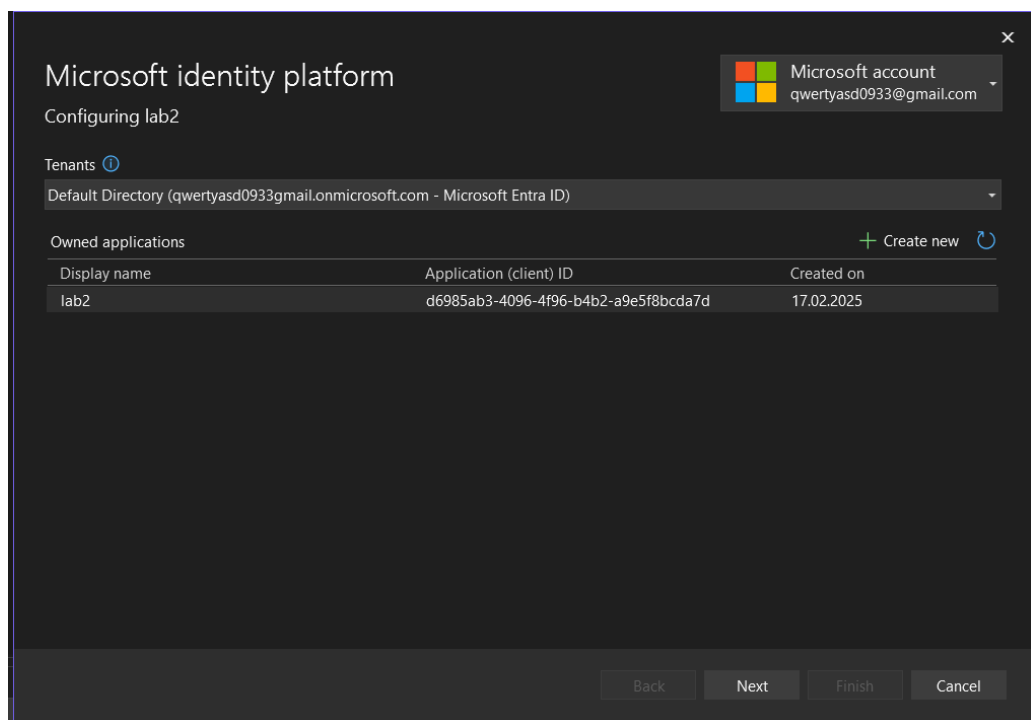 Microsoft identity platform
Microsoft account
qwertyasd0933@gmail.com
Configuring lab2
Tenants
Default Directory (qwertyasd0933gmail.onmicrosoft.com - Microsoft Entra ID)
Owned applications
Create new
Display name Application (client) ID Created on
lab2 d6985ab3-4096-4f96-b4b2-a9e5f8bcda7d 17.02.2025
Back Next Finish Cancel